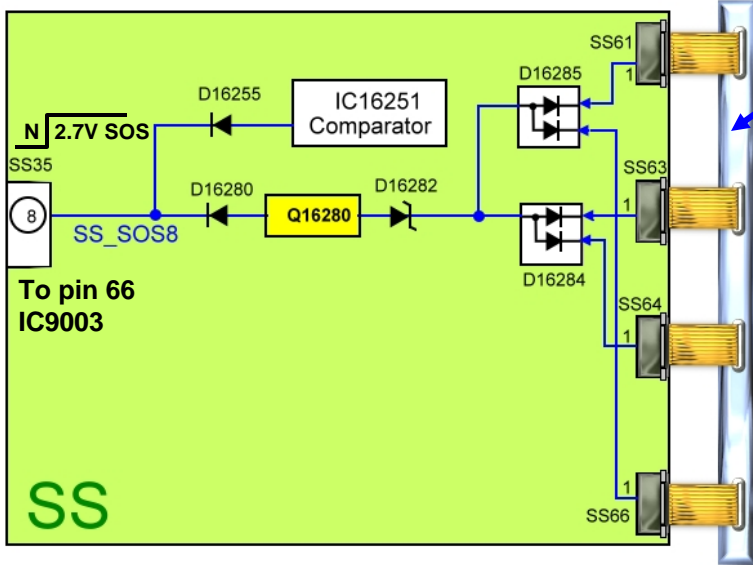 SS61
1
D16285
D16255
IC16251
Comparator
N 2.7V SOS
SS35
8
SS_SOS8
D16280
Q16280
D16282
SS63
1
D16284
To pin 66
IC9003
SS64
1
SS
1
SS66